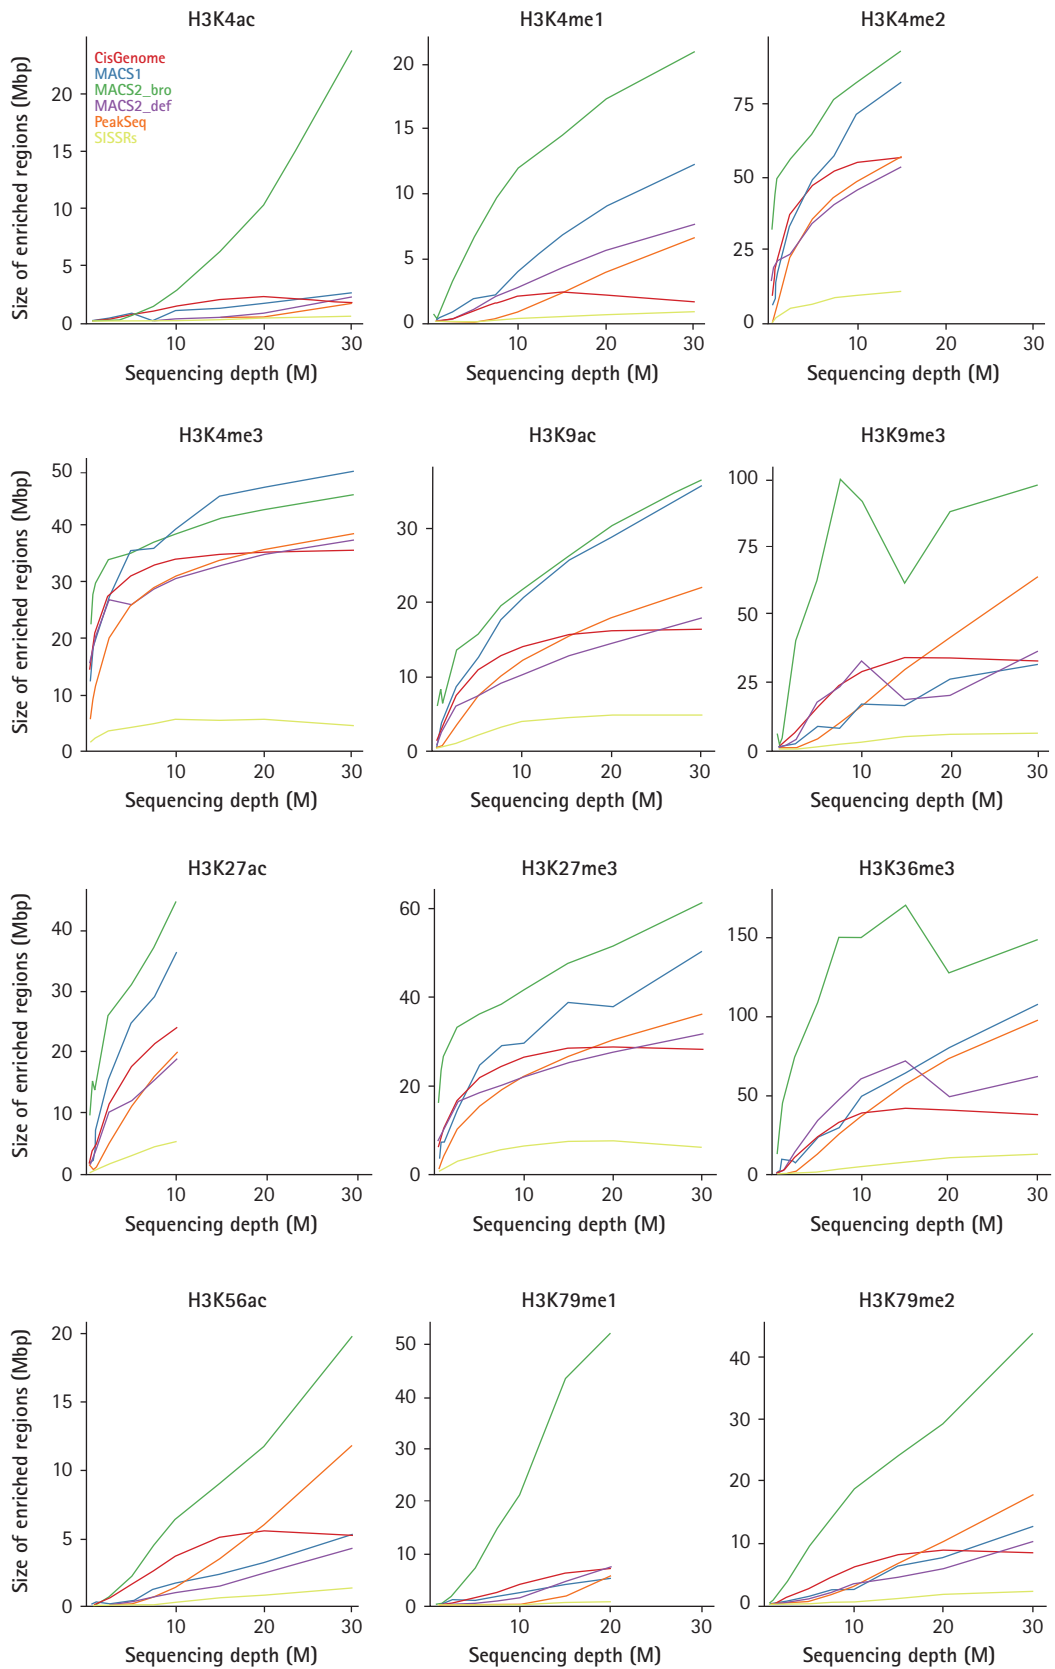 H3K4ac
H3K4me1
H3K4me2
Size of enriched regions (Mbp)
CisGenome
MACS1
MACS2_bro
MACS2_def
PeakSeq
SISSRs
20
15
10
5
0
10 20 30
Sequencing depth (M)
20
15
10
5
0
10 20 30
Sequencing depth (M)
75
50
25
0
10 20 30
Sequencing depth (M)
H3K4me3
H3K9ac
H3K9me3
Size of enriched regions (Mbp)
50
40
30
20
10
0
10 20 30
Sequencing depth (M)
30
20
10
0
10 20 30
Sequencing depth (M)
100
75
50
25
0
10 20 30
Sequencing depth (M)
H3K27ac
H3K27me3
H3K36me3
Size of enriched regions (Mbp)
40
30
20
10
0
10 20 30
Sequencing depth (M)
60
40
20
0
10 20 30
Sequencing depth (M)
150
100
50
0
10 20 30
Sequencing depth (M)
H3K56ac
H3K79me1
H3K79me2
Size of enriched regions (Mbp)
20
15
10
5
0
10 20 30
Sequencing depth (M)
50
40
30
20
10
0
10 20 30
Sequencing depth (M)
40
30
20
10
0
10 20 30
Sequencing depth (M)